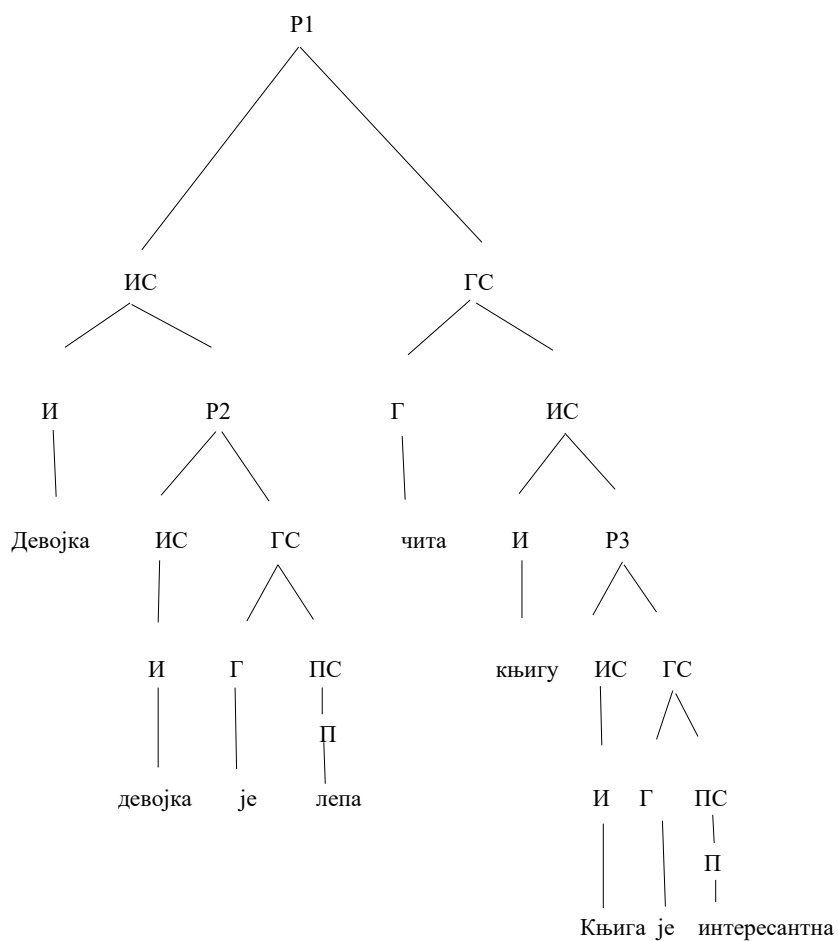 Р1
ИС ГС
И Р2 Г ИС
Девојка ИС ГС чита И Р3
И Г ПС књигу ИС ГС
П
девојка је лепа И Г ПС
П
Књига је интересантна